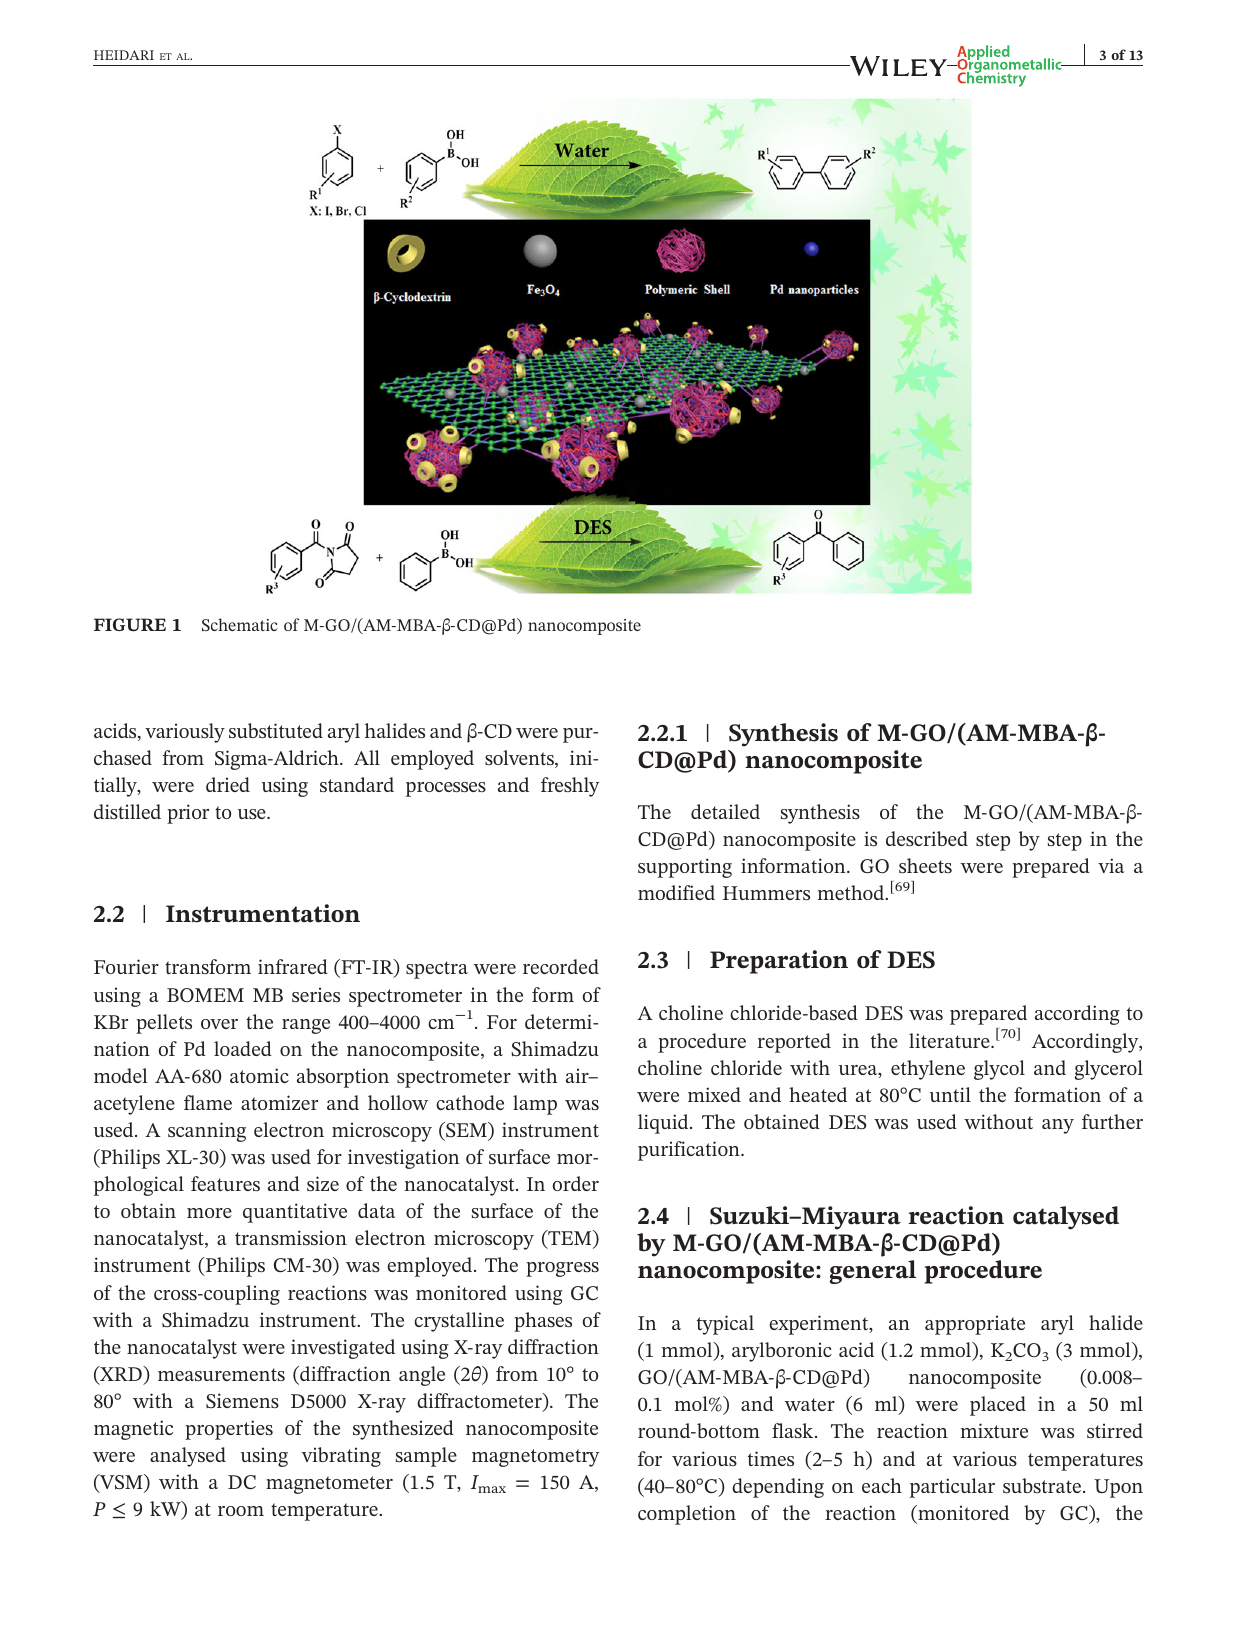 HEIDARI ET AL.
WILEY
Applied
Organometallic
Chemistry
3 of 13
X
R1
X: I, Br, Cl
+
OH
B
OH
R2
Water
R1
R2
β-Cyclodextrin
Fe3O4
Polymeric Shell
Pd nanoparticles
O
O
N
O
R3
+
OH
B
OH
DES
O
R3
FIGURE 1 Schematic of M-GO/(AM-MBA-β-CD@Pd) nanocomposite
acids, variously substituted aryl halides and β-CD were pur-
chased from Sigma-Aldrich. All employed solvents, ini-
tially, were dried using standard processes and freshly
distilled prior to use.
2.2 | Instrumentation
Fourier transform infrared (FT-IR) spectra were recorded
using a BOMEM MB series spectrometer in the form of
KBr pellets over the range 400–4000 cm−1. For determi-
nation of Pd loaded on the nanocomposite, a Shimadzu
model AA-680 atomic absorption spectrometer with air–
acetylene flame atomizer and hollow cathode lamp was
used. A scanning electron microscopy (SEM) instrument
(Philips XL-30) was used for investigation of surface mor-
phological features and size of the nanocatalyst. In order
to obtain more quantitative data of the surface of the
nanocatalyst, a transmission electron microscopy (TEM)
instrument (Philips CM-30) was employed. The progress
of the cross-coupling reactions was monitored using GC
with a Shimadzu instrument. The crystalline phases of
the nanocatalyst were investigated using X-ray diffraction
(XRD) measurements (diffraction angle (2θ) from 10° to
80° with a Siemens D5000 X-ray diffractometer). The
magnetic properties of the synthesized nanocomposite
were analysed using vibrating sample magnetometry
(VSM) with a DC magnetometer (1.5 T, Imax = 150 A,
P ≤ 9 kW) at room temperature.
2.2.1 | Synthesis of M-GO/(AM-MBA-β-
CD@Pd) nanocomposite
The detailed synthesis of the M-GO/(AM-MBA-β-
CD@Pd) nanocomposite is described step by step in the
supporting information. GO sheets were prepared via a
modified Hummers method.[69]
2.3 | Preparation of DES
A choline chloride-based DES was prepared according to
a procedure reported in the literature.[70] Accordingly,
choline chloride with urea, ethylene glycol and glycerol
were mixed and heated at 80°C until the formation of a
liquid. The obtained DES was used without any further
purification.
2.4 | Suzuki–Miyaura reaction catalysed
by M-GO/(AM-MBA-β-CD@Pd)
nanocomposite: general procedure
In a typical experiment, an appropriate aryl halide
(1 mmol), arylboronic acid (1.2 mmol), K2CO3 (3 mmol),
GO/(AM-MBA-β-CD@Pd) nanocomposite (0.008–
0.1 mol%) and water (6 ml) were placed in a 50 ml
round-bottom flask. The reaction mixture was stirred
for various times (2–5 h) and at various temperatures
(40–80°C) depending on each particular substrate. Upon
completion of the reaction (monitored by GC), the